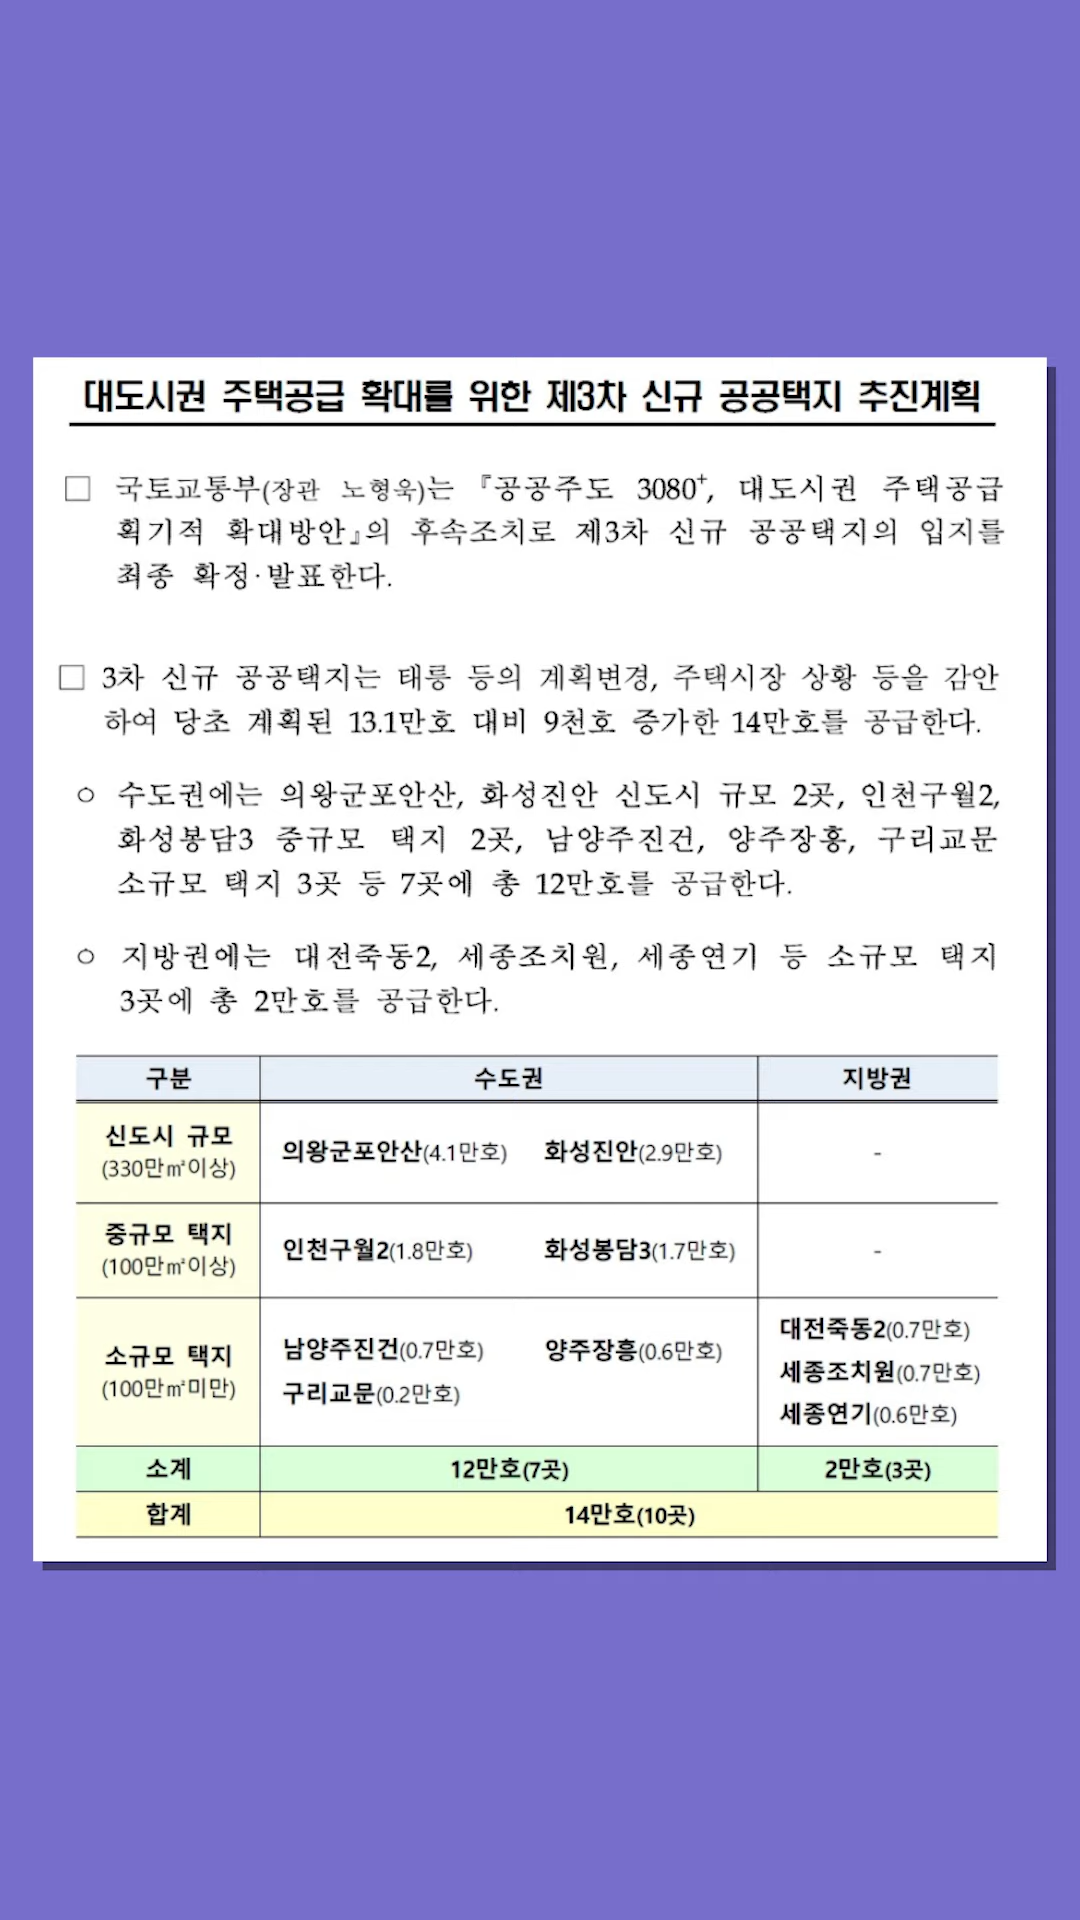 대도시권 주택공급 확대를 위한 제3차 신규 공공택지 추진계획
□ 국토교통부(장관 노형욱)는 『공공주도 3080⁺, 대도시권 주택공급
획기적 확대방안』의 후속조치로 제3차 신규 공공택지의 입지를
최종 확정·발표한다.
□ 3차 신규 공공택지는 태릉 등의 계획변경, 주택시장 상황 등을 감안
하여 당초 계획된 13.1만호 대비 9천호 증가한 14만호를 공급한다.
○ 수도권에는 의왕군포안산, 화성진안 신도시 규모 2곳, 인천구월2,
화성봉담3 중규모 택지 2곳, 남양주진건, 양주장흥, 구리교문
소규모 택지 3곳 등 7곳에 총 12만호를 공급한다.
○ 지방권에는 대전죽동2, 세종조치원, 세종연기 등 소규모 택지
3곳에 총 2만호를 공급한다.
구분 수도권 지방권
신도시 규모
(330만㎡이상)
의왕군포안산(4.1만호) 화성진안(2.9만호) -
중규모 택지
(100만㎡이상)
인천구월2(1.8만호) 화성봉담3(1.7만호) -
소규모 택지
(100만㎡미만)
남양주진건(0.7만호) 양주장흥(0.6만호)
구리교문(0.2만호)
대전죽동2(0.7만호)
세종조치원(0.7만호)
세종연기(0.6만호)
소계 12만호(7곳) 2만호(3곳)
합계 14만호(10곳)